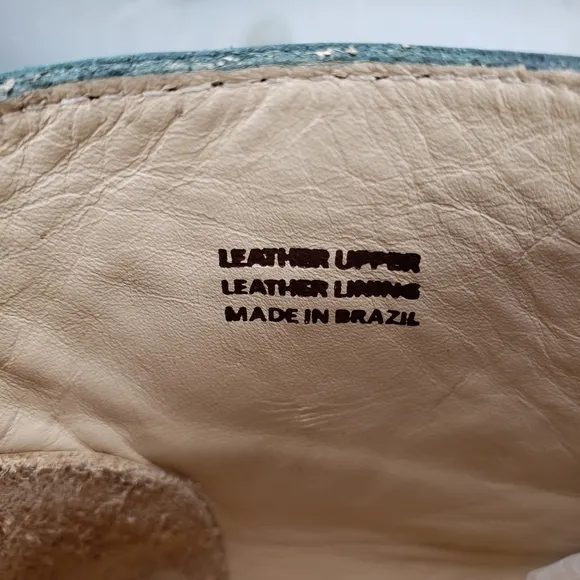 LEATHER UPPER
LEATHER LINING
MADE IN BRAZIL